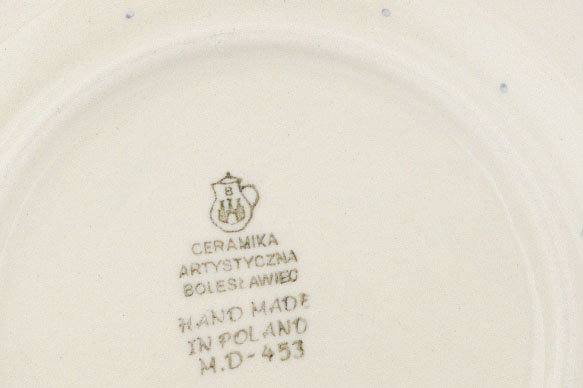 B
CERAMIKA
ARTYSTYCZNA
BOLESŁAWIEC
HAND MADE
IN POLAND
M.D-453